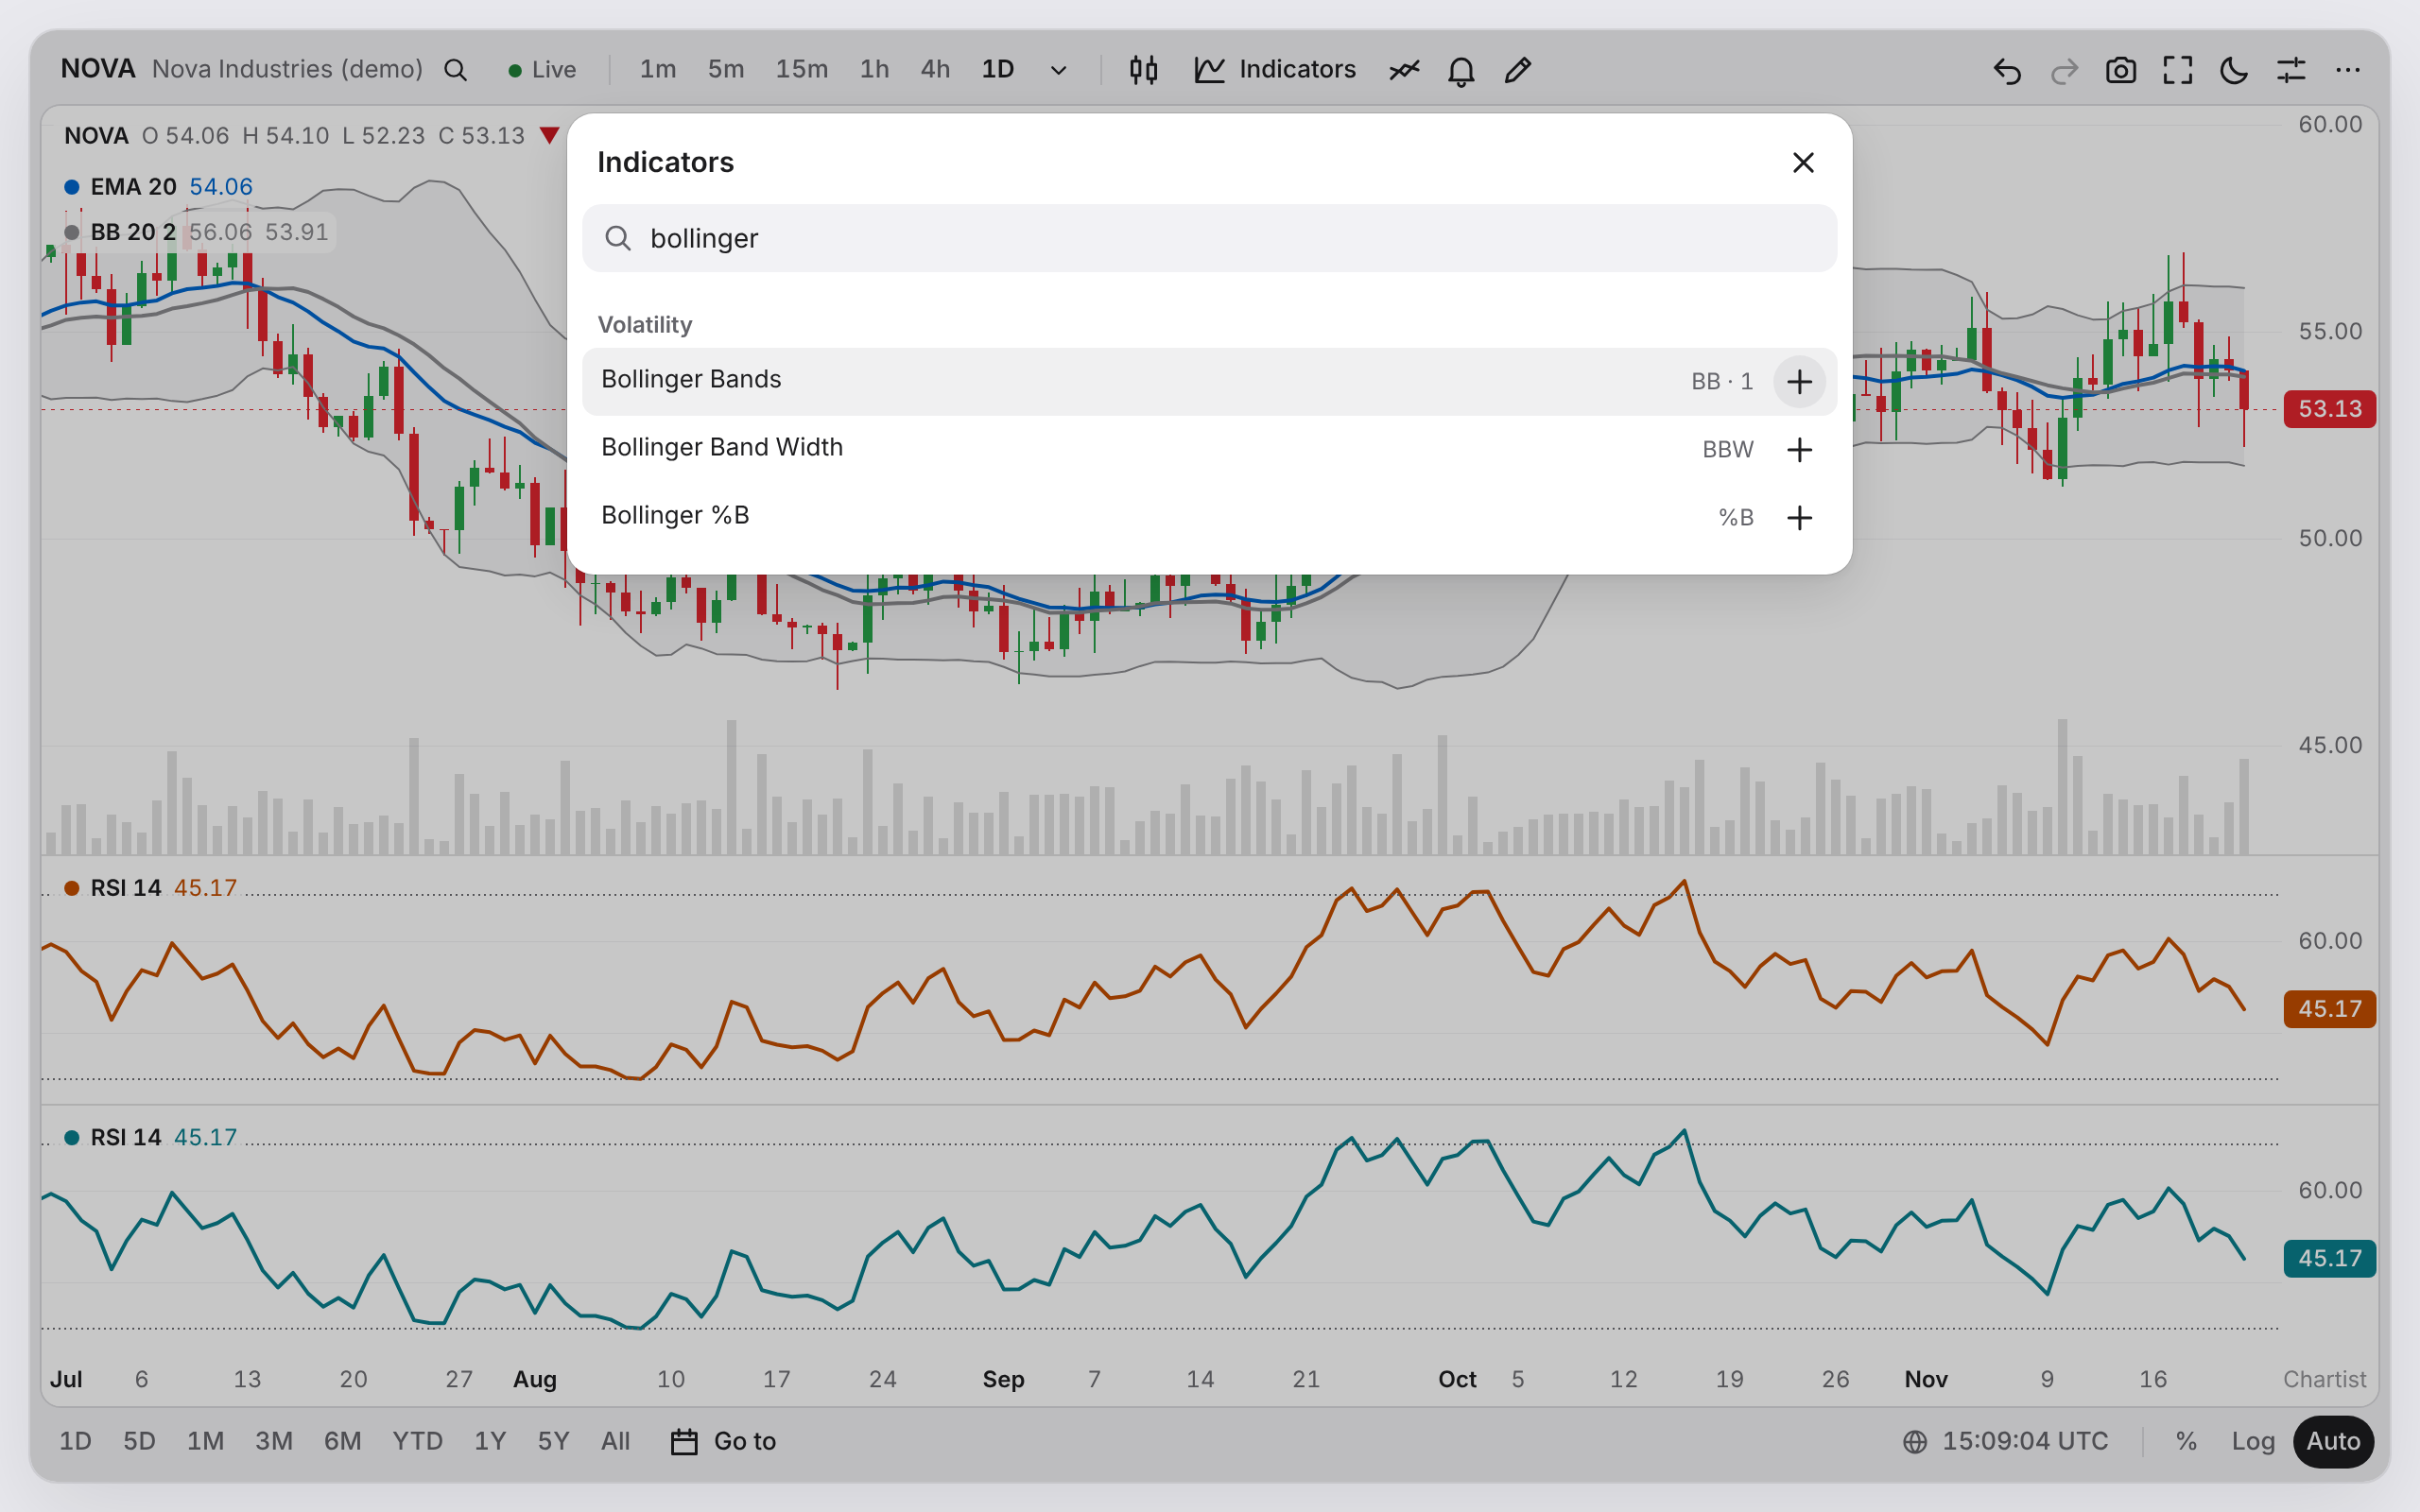 NOVA Nova Industries (demo) Live 1m 5m 15m 1h 4h 1D Indicators
NOVA O 54.06 H 54.10 L 52.23 C 53.13
EMA 20 54.06
BB 20 2 56.06 53.91
Indicators
bollinger
Volatility
Bollinger Bands BB · 1
Bollinger Band Width BBW
Bollinger %B %B
60.00
55.00
53.13
50.00
45.00
RSI 14 45.17
60.00
45.17
RSI 14 45.17
60.00
45.17
Jul 6 13 20 27 Aug 10 17 24 Sep 7 14 21 Oct 5 12 19 26 Nov 9 16 Chartist
1D 5D 1M 3M 6M YTD 1Y 5Y All Go to 15:09:04 UTC % Log Auto